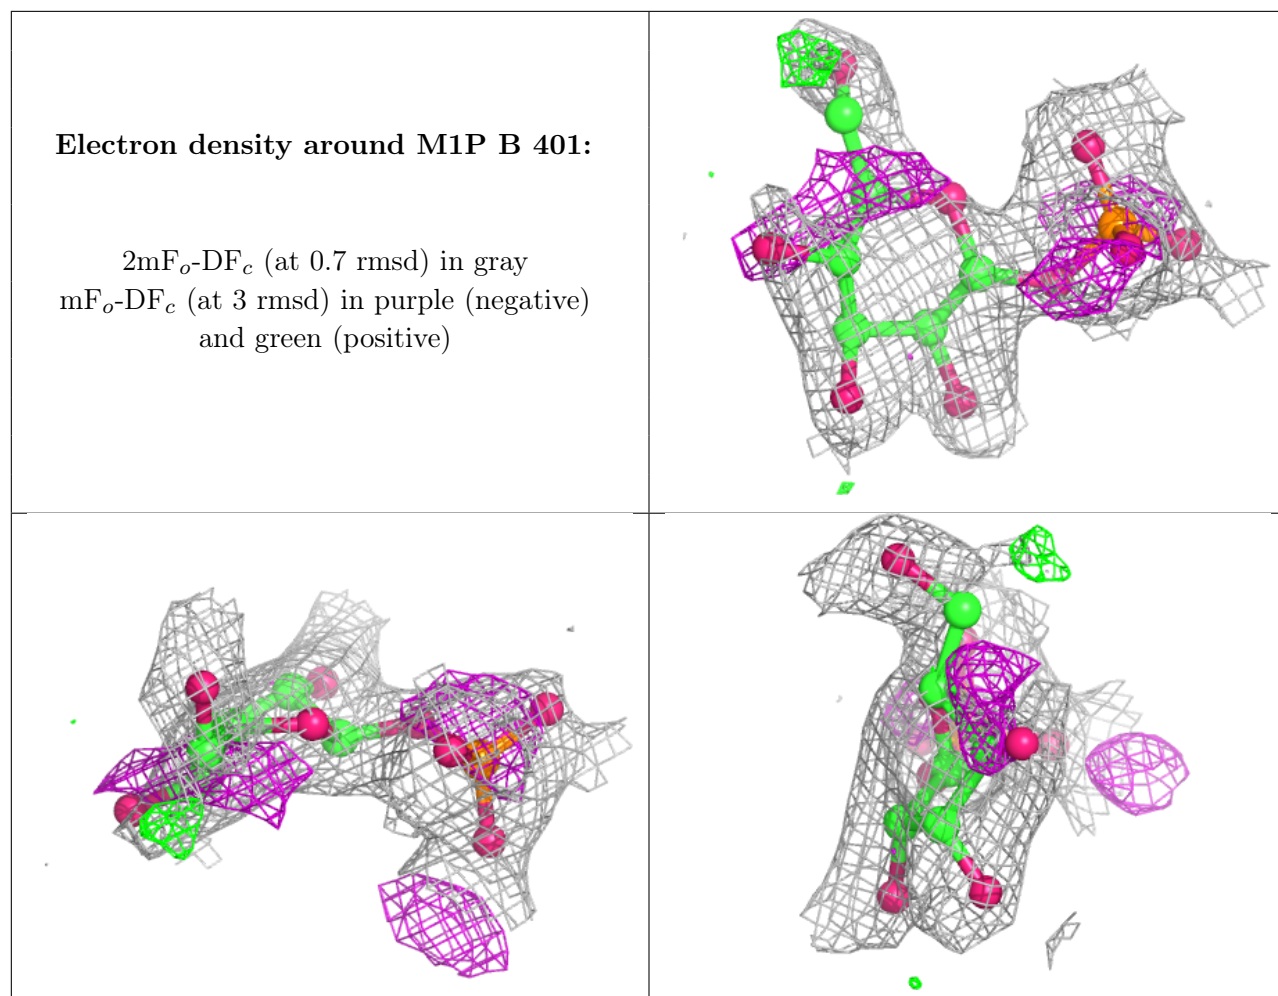 Electron density around M1P B 401:
2mFₒ-DF𝒸 (at 0.7 rmsd) in gray
mFₒ-DF𝒸 (at 3 rmsd) in purple (negative)
and green (positive)